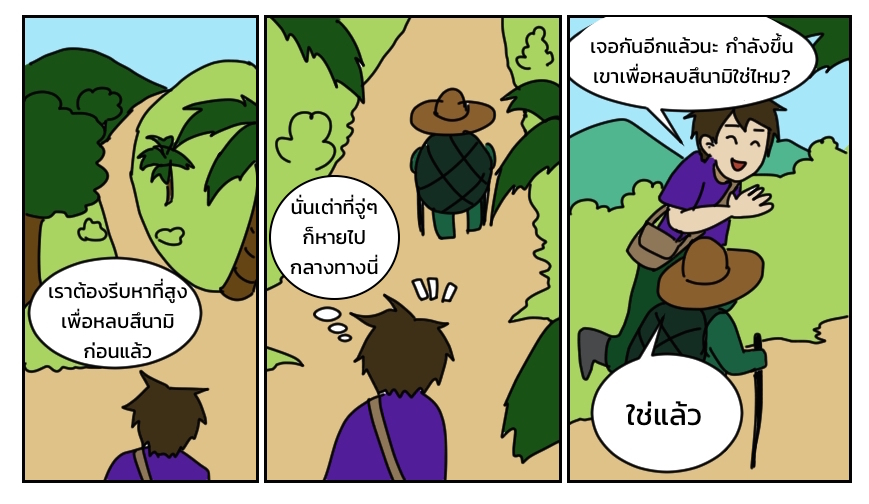 เราต้องรีบหาที่สูง
เพื่อหลบสึนามิ
ก่อนแล้ว
นั่นเต่าที่จู่ๆ
ก็หายไป
กลางทางนี่
เจอกันอีกแล้วนะ กำลังขึ้น
เขาเพื่อหลบสึนามิใช่ไหม?
ใช่แล้ว